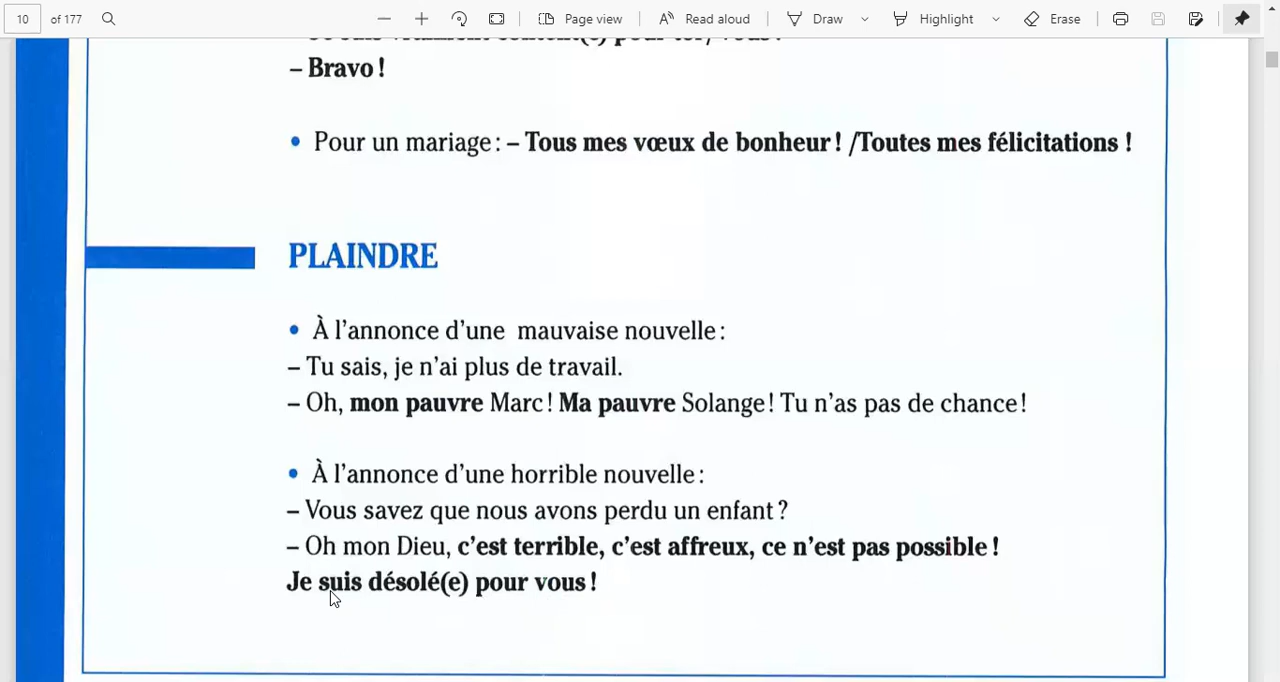 10 of 177 Page view Read aloud Draw Highlight Erase
– Bravo !
• Pour un mariage : – Tous mes vœux de bonheur ! /Toutes mes félicitations !
PLAINDRE
• À l’annonce d’une mauvaise nouvelle :
– Tu sais, je n’ai plus de travail.
– Oh, mon pauvre Marc ! Ma pauvre Solange ! Tu n’as pas de chance !
• À l’annonce d’une horrible nouvelle :
– Vous savez que nous avons perdu un enfant ?
– Oh mon Dieu, c’est terrible, c’est affreux, ce n’est pas possible !
Je suis désolé(e) pour vous !